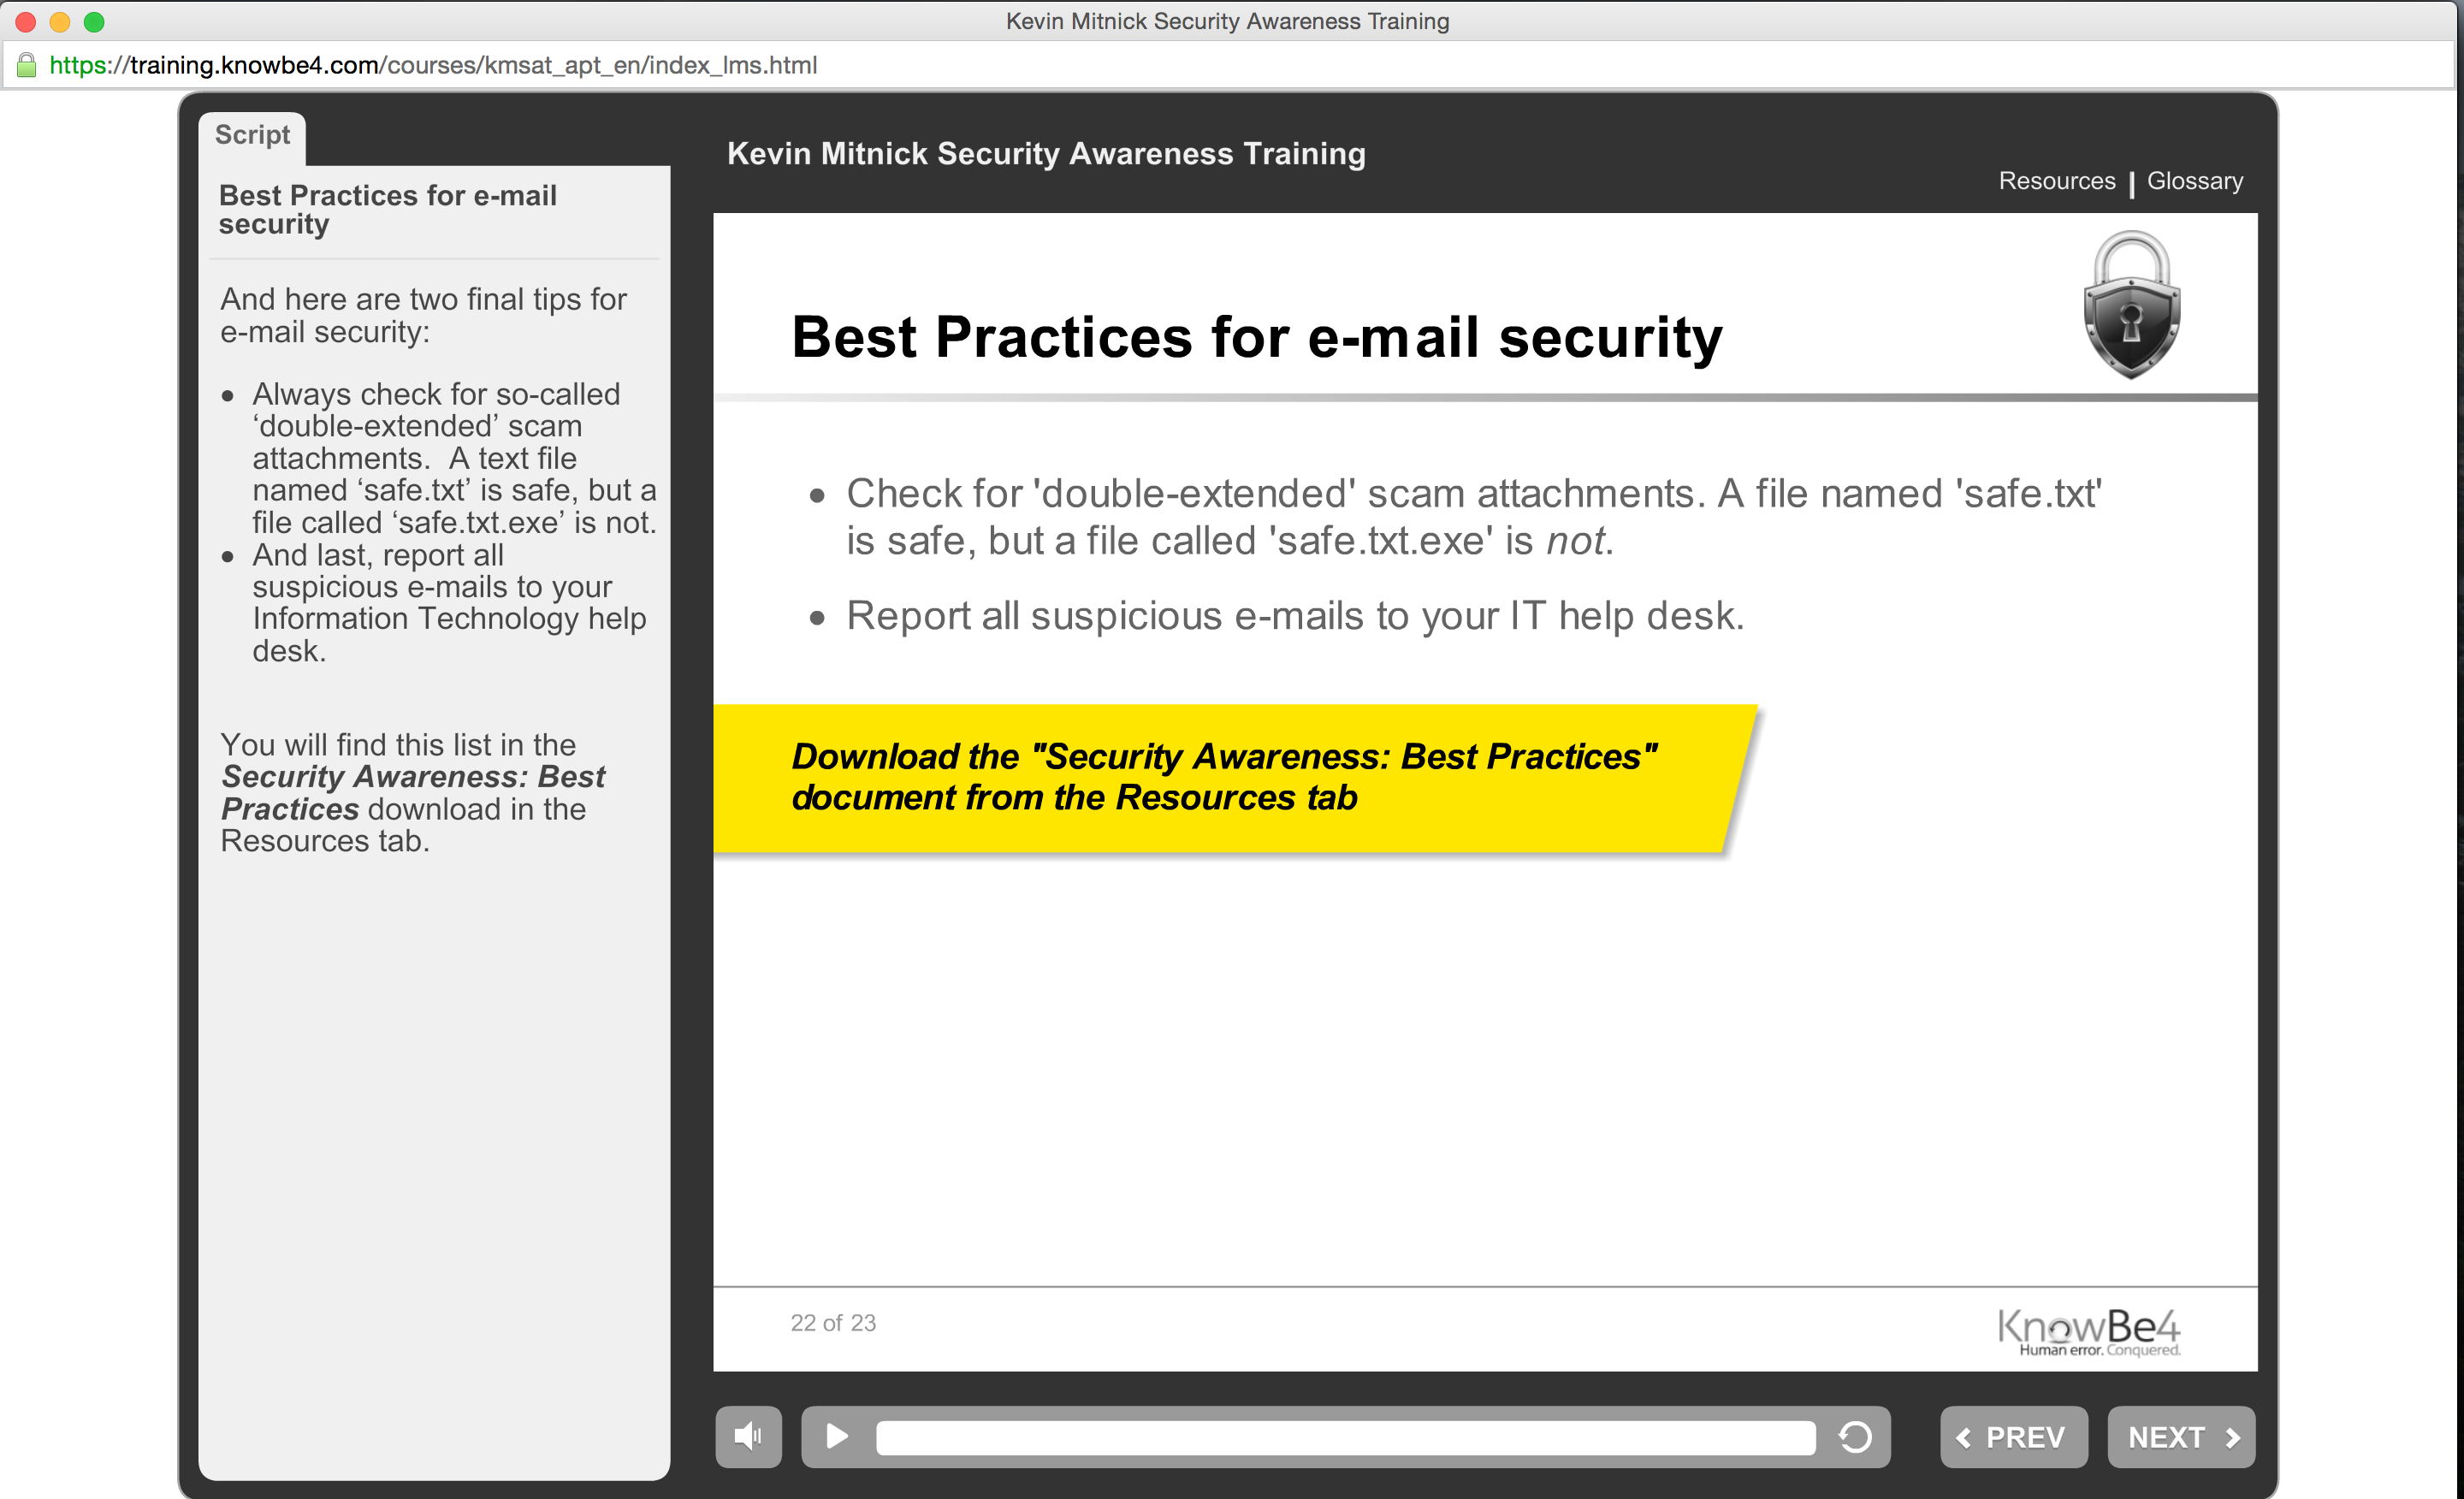 Kevin Mitnick Security Awareness Training
https://training.knowbe4.com/courses/kmsat_apt_en/index_lms.html
Script
Best Practices for e-mail
security
And here are two final tips for
e-mail security:
• Always check for so-called
‘double-extended’ scam
attachments.  A text file
named ‘safe.txt’ is safe, but a
file called ‘safe.txt.exe’ is not.
• And last, report all
suspicious e-mails to your
Information Technology help
desk.
You will find this list in the
Security Awareness: Best
Practices download in the
Resources tab.
Kevin Mitnick Security Awareness Training
Resources | Glossary
Best Practices for e-mail security
• Check for 'double-extended' scam attachments. A file named 'safe.txt'
is safe, but a file called 'safe.txt.exe' is not.
• Report all suspicious e-mails to your IT help desk.
Download the "Security Awareness: Best Practices"
document from the Resources tab
22 of 23
KnowBe4
Human error. Conquered.
PREV
NEXT